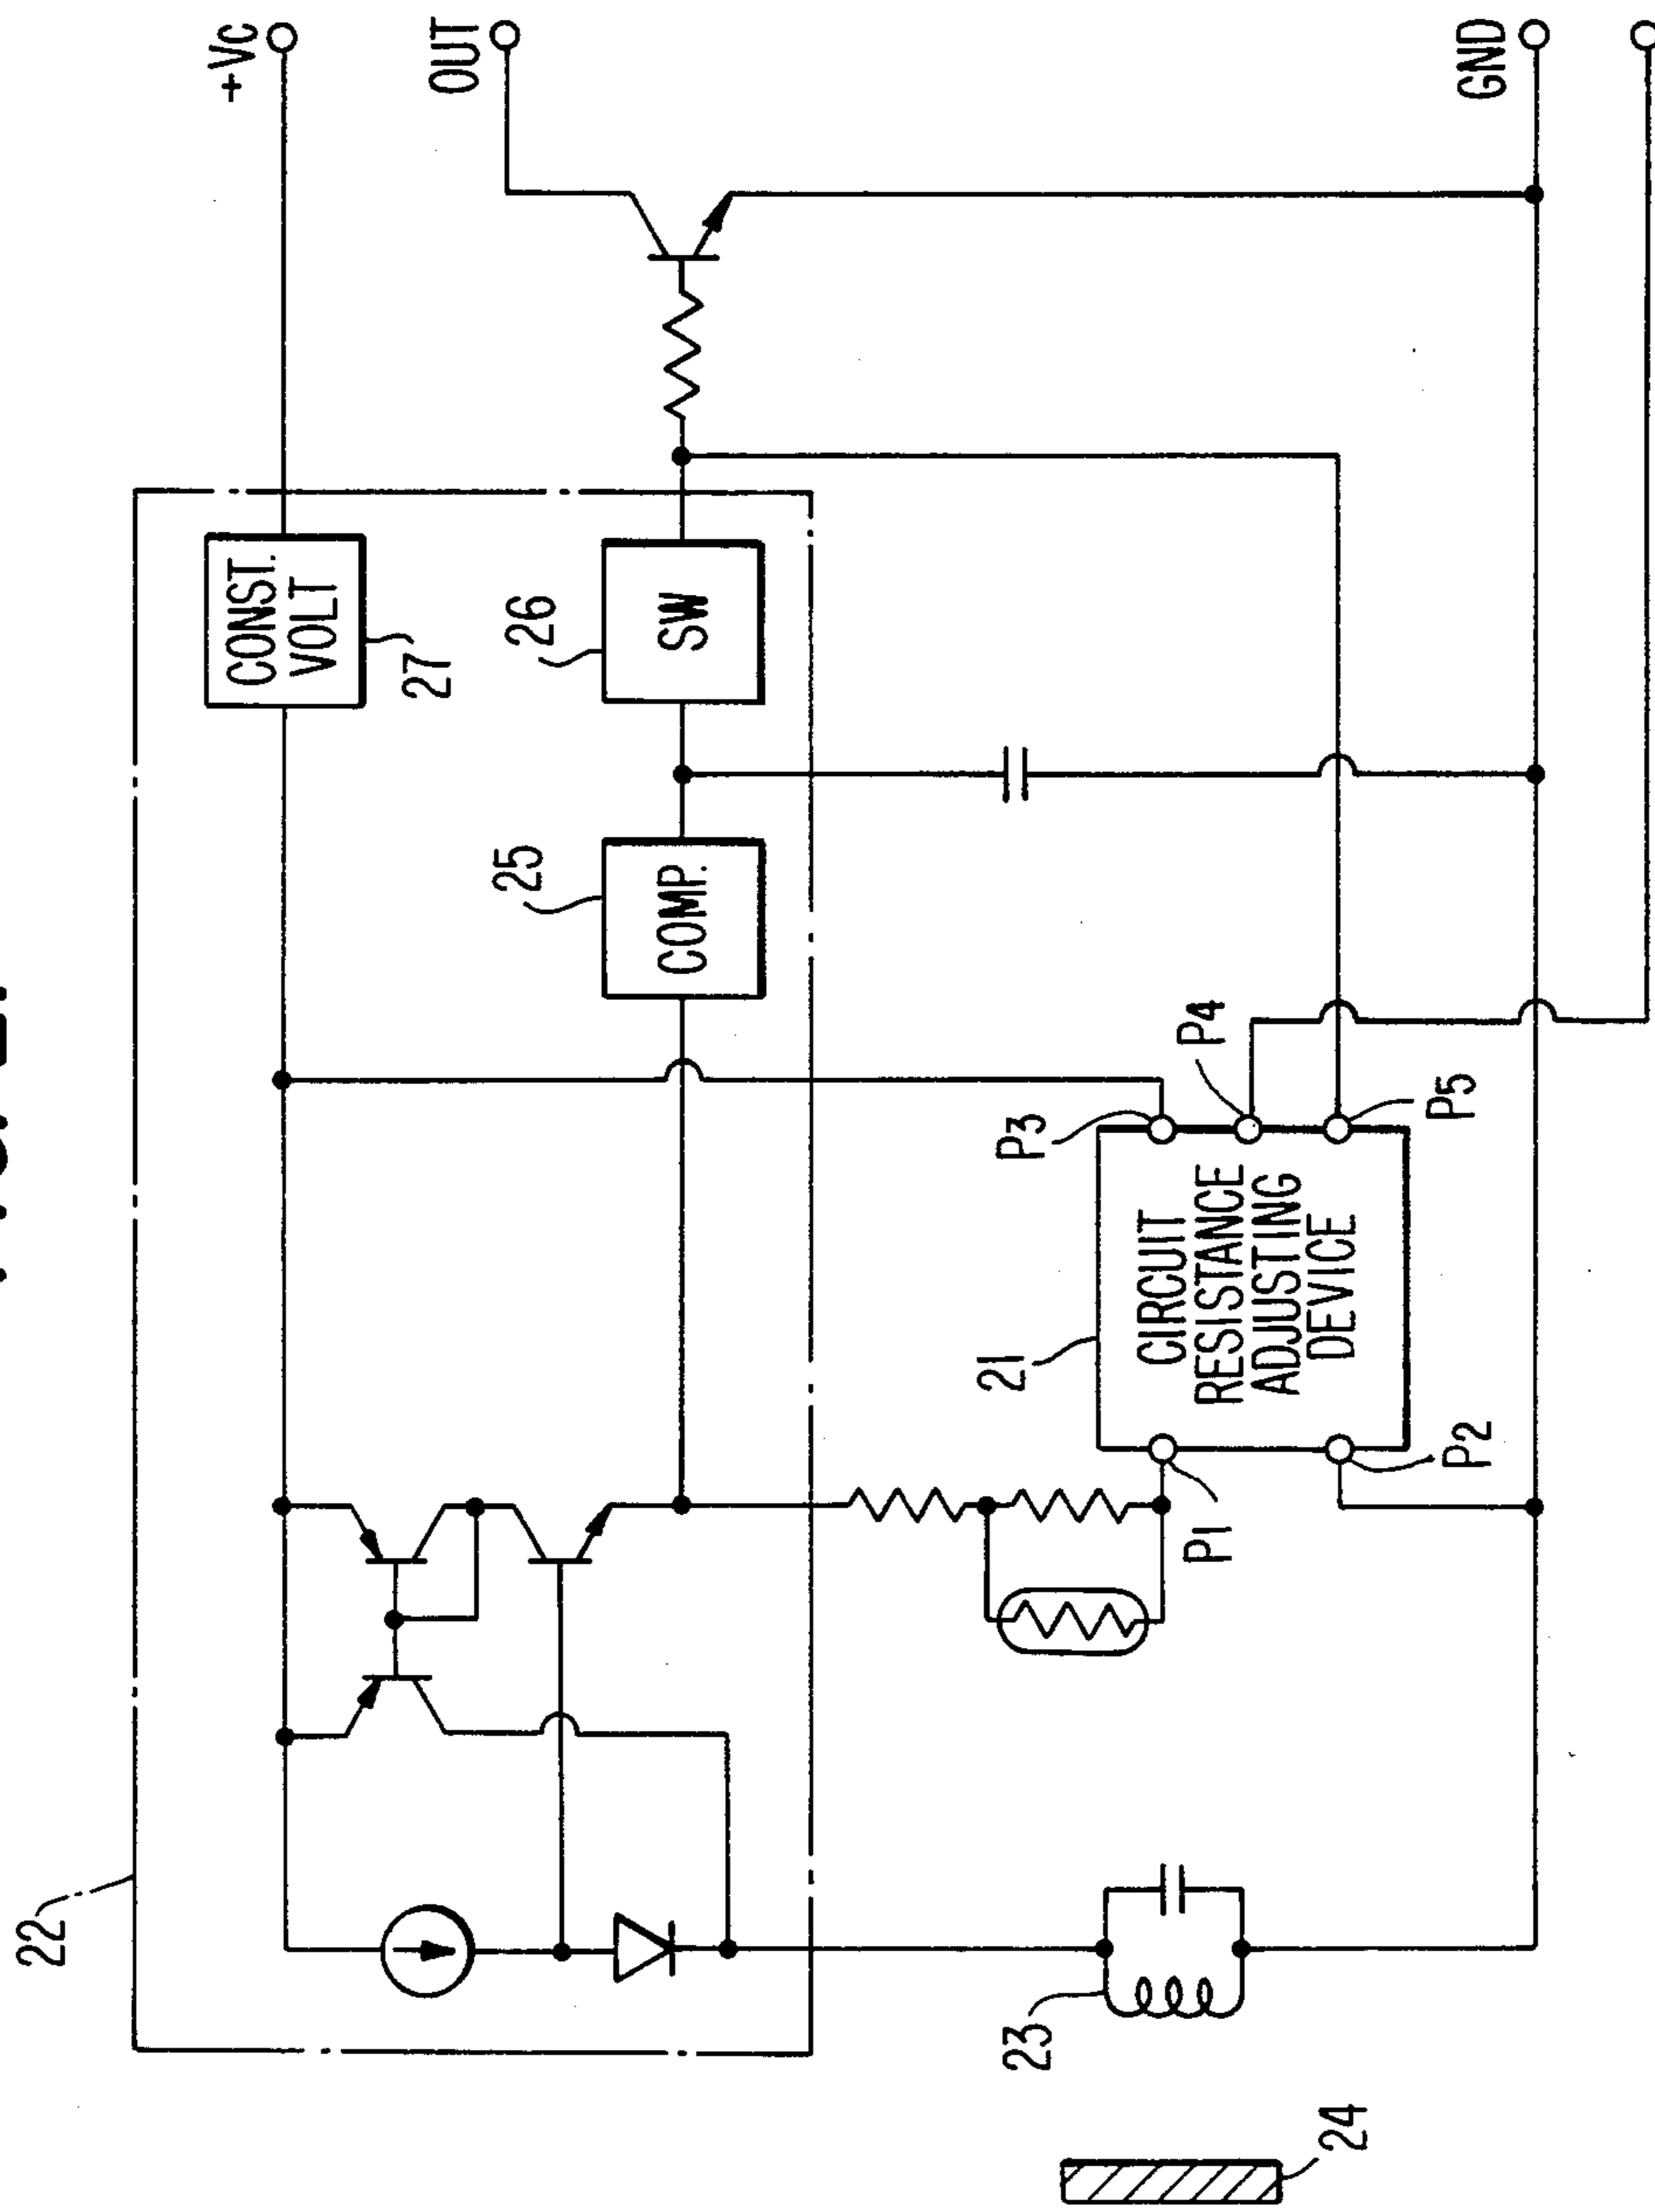 22
+Vc
OUT
CONST.
VOLT
27
26
SW
25
COMP.
P3
P4
P5
21
CIRCUIT
RESISTANCE
ADJUSTING
DEVICE
P1
P2
GND
23
24